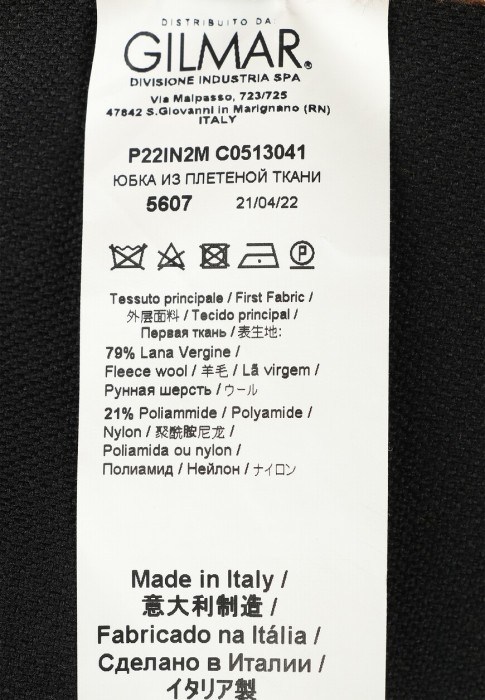 DISTRIBUITO DA
GILMAR®
DIVISIONE INDUSTRIA SPA
Via Malpasso, 723/725
47842 S.Giovanni in Marignano (RN)
ITALY
P22IN2M C0513041
ЮБКА ИЗ ПЛЕТЕНОЙ ТКАНИ
5607 21/04/22
P
Tessuto principale / First Fabric /
外层面料 / Tecido principal /
Первая ткань / 表生地:
79% Lana Vergine /
Fleece wool / 羊毛 / Lã virgem /
Рунная шерсть / ウール
21% Poliammide / Polyamide /
Nylon / 聚酰胺尼龙 /
Poliamida ou nylon /
Полиамид / Нейлон / ナイロン
Made in Italy /
意大利制造 /
Fabricado na Itália /
Сделано в Италии /
イタリア製